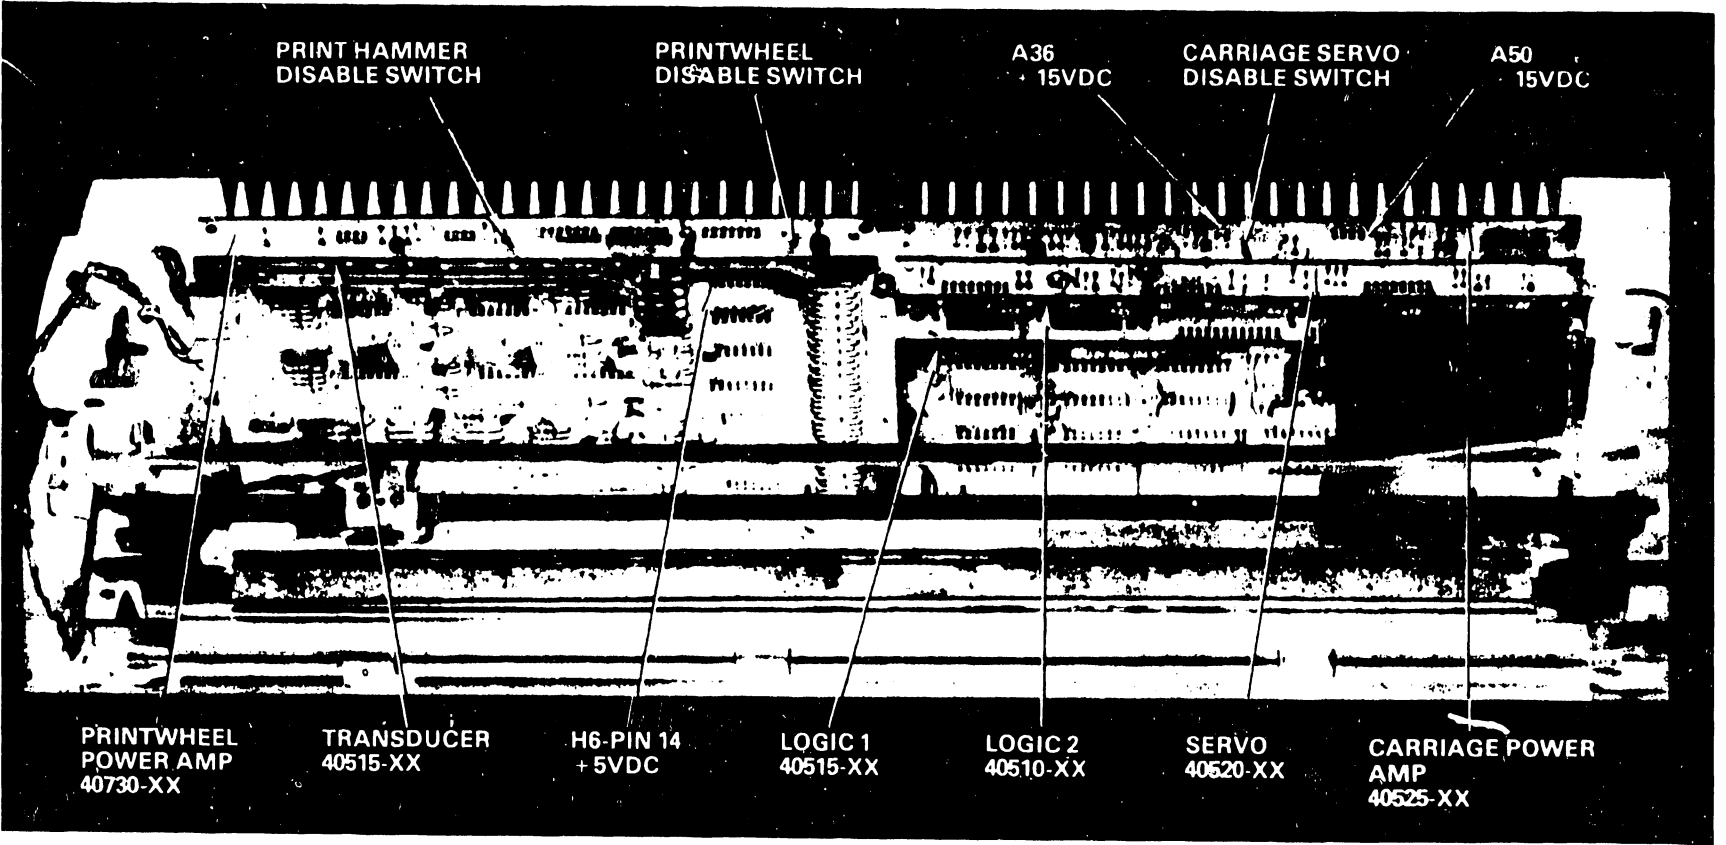 PRINT HAMMER
DISABLE SWITCH
PRINTWHEEL
DISABLE SWITCH
A36
+ 15VDC
CARRIAGE SERVO
DISABLE SWITCH
A50
- 15VDC
PRINTWHEEL
POWER AMP
40730-XX
TRANSDUCER
40515-XX
H6-PIN 14
+5VDC
LOGIC 1
40515-XX
LOGIC 2
40510-XX
SERVO
40520-XX
CARRIAGE POWER
AMP
40525-XX